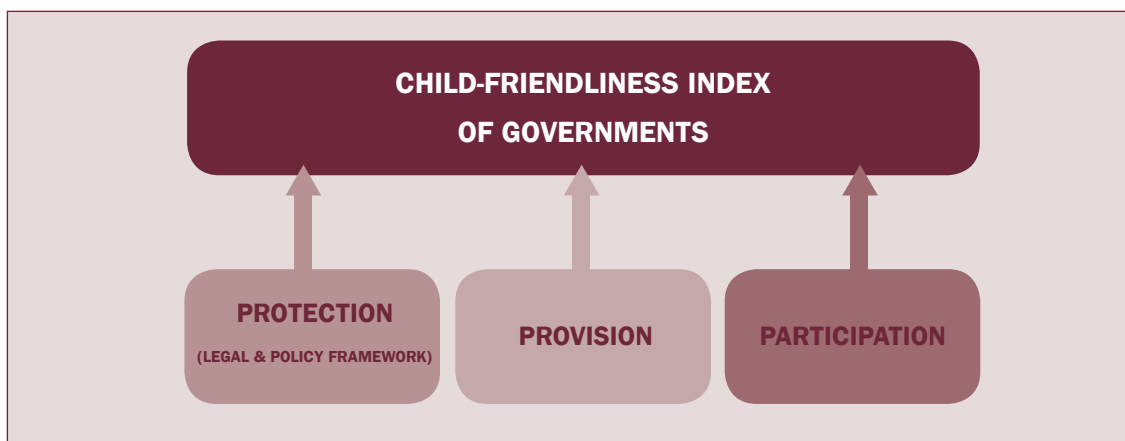 CHILD-FRIENDLINESS INDEX
OF GOVERNMENTS
PROTECTION
(LEGAL & POLICY FRAMEWORK)
PROVISION
PARTICIPATION